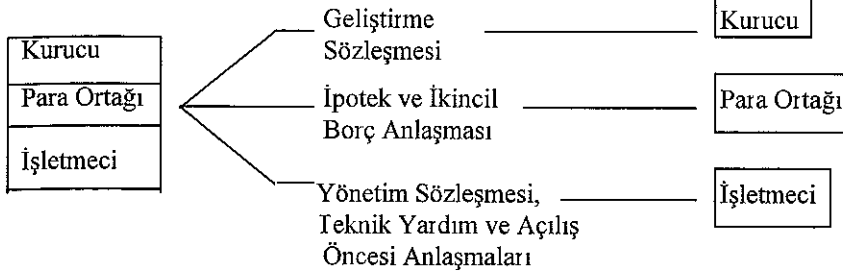 Kurucu
Para Ortağı
İşletmeci
Geliştirme
Sözleşmesi
Kurucu
İpotek ve İkincil
Borç Anlaşması
Para Ortağı
Yönetim Sözleşmesi,
Teknik Yardım ve Açılış
Öncesi Anlaşmaları
İşletmeci